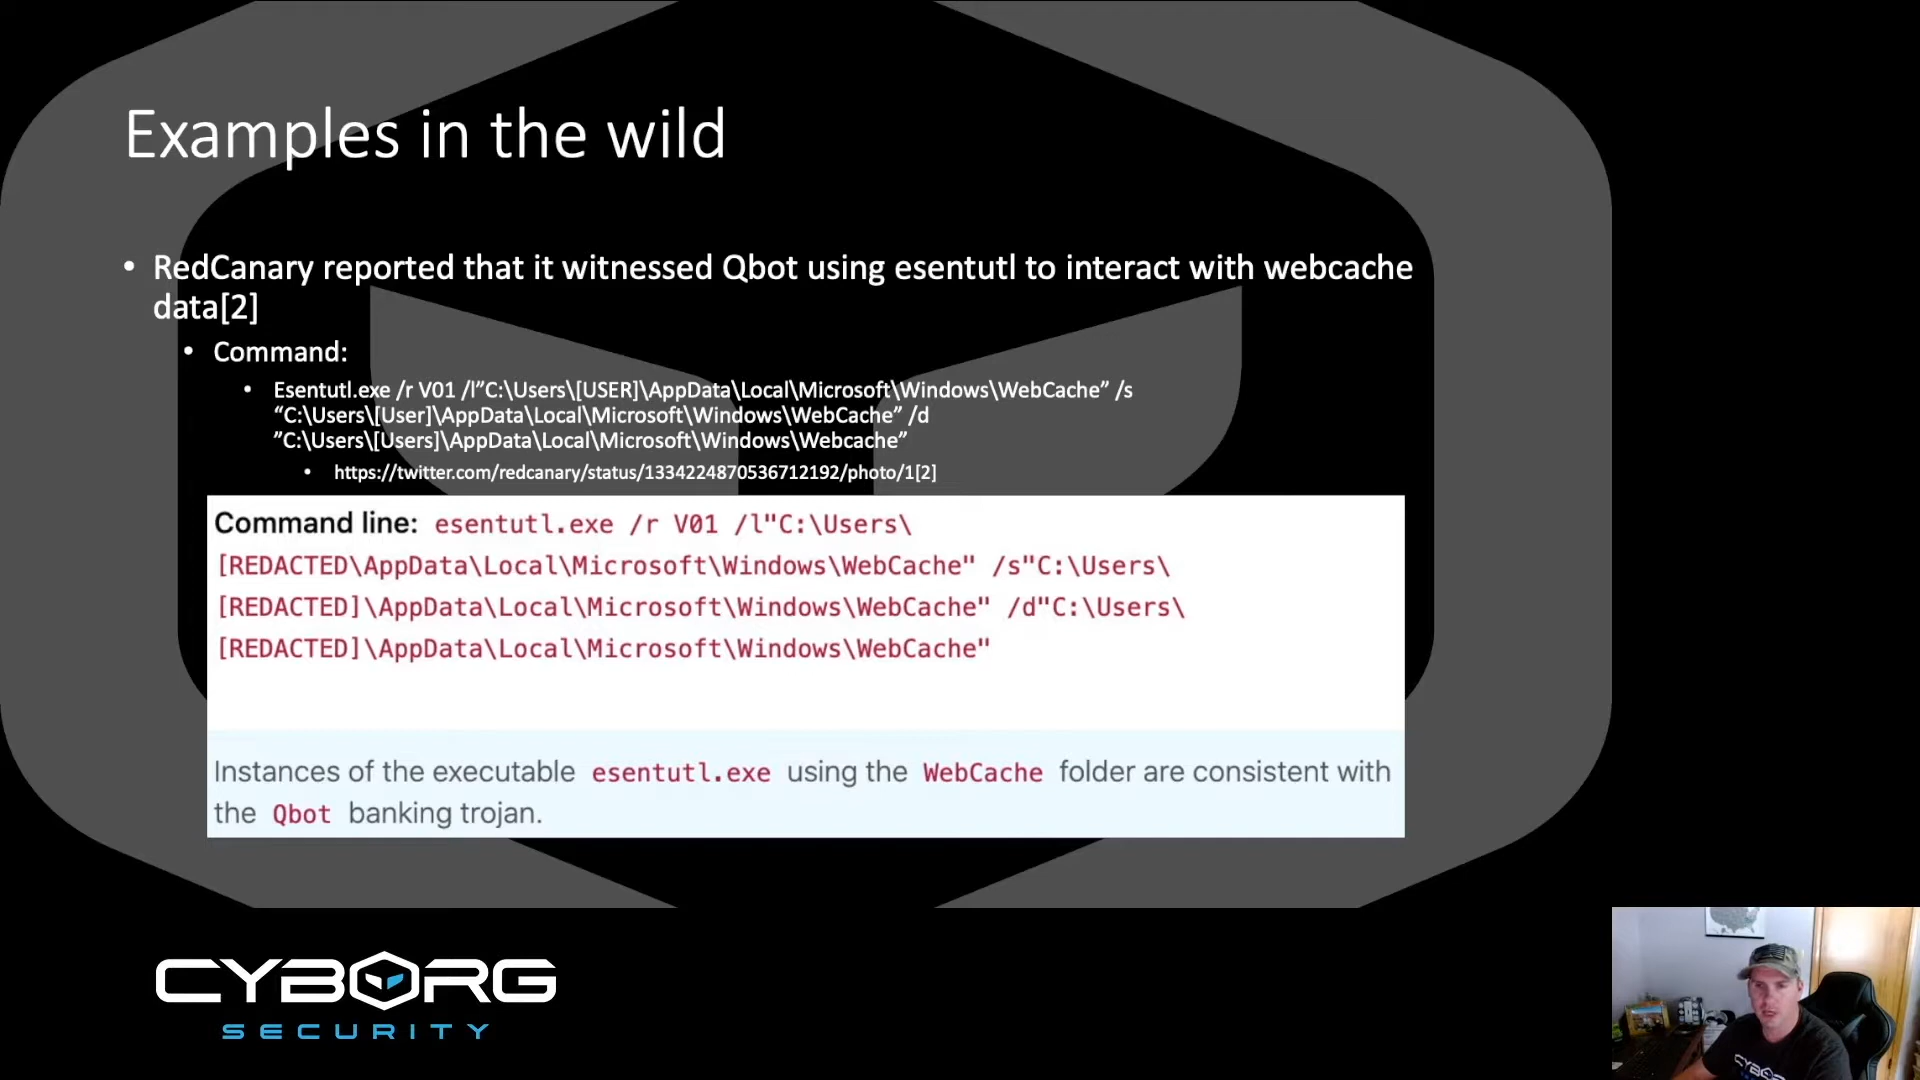 Examples in the wild
• RedCanary reported that it witnessed Qbot using esentutl to interact with webcache
data[2]
• Command:
• Esentutl.exe /r V01 /l”C:\Users\[USER]\AppData\Local\Microsoft\Windows\WebCache” /s
“C:\Users\[User]\AppData\Local\Microsoft\Windows\WebCache” /d
”C:\Users\[Users]\AppData\Local\Microsoft\Windows\Webcache”
• https://twitter.com/redcanary/status/1334224870536712192/photo/1[2]
Command line: esentutl.exe /r V01 /l"C:\Users\
[REDACTED\AppData\Local\Microsoft\Windows\WebCache" /s"C:\Users\
[REDACTED]\AppData\Local\Microsoft\Windows\WebCache" /d"C:\Users\
[REDACTED]\AppData\Local\Microsoft\Windows\WebCache"
Instances of the executable esentutl.exe using the WebCache folder are consistent with
the Qbot banking trojan.
CYBORG
SECURITY